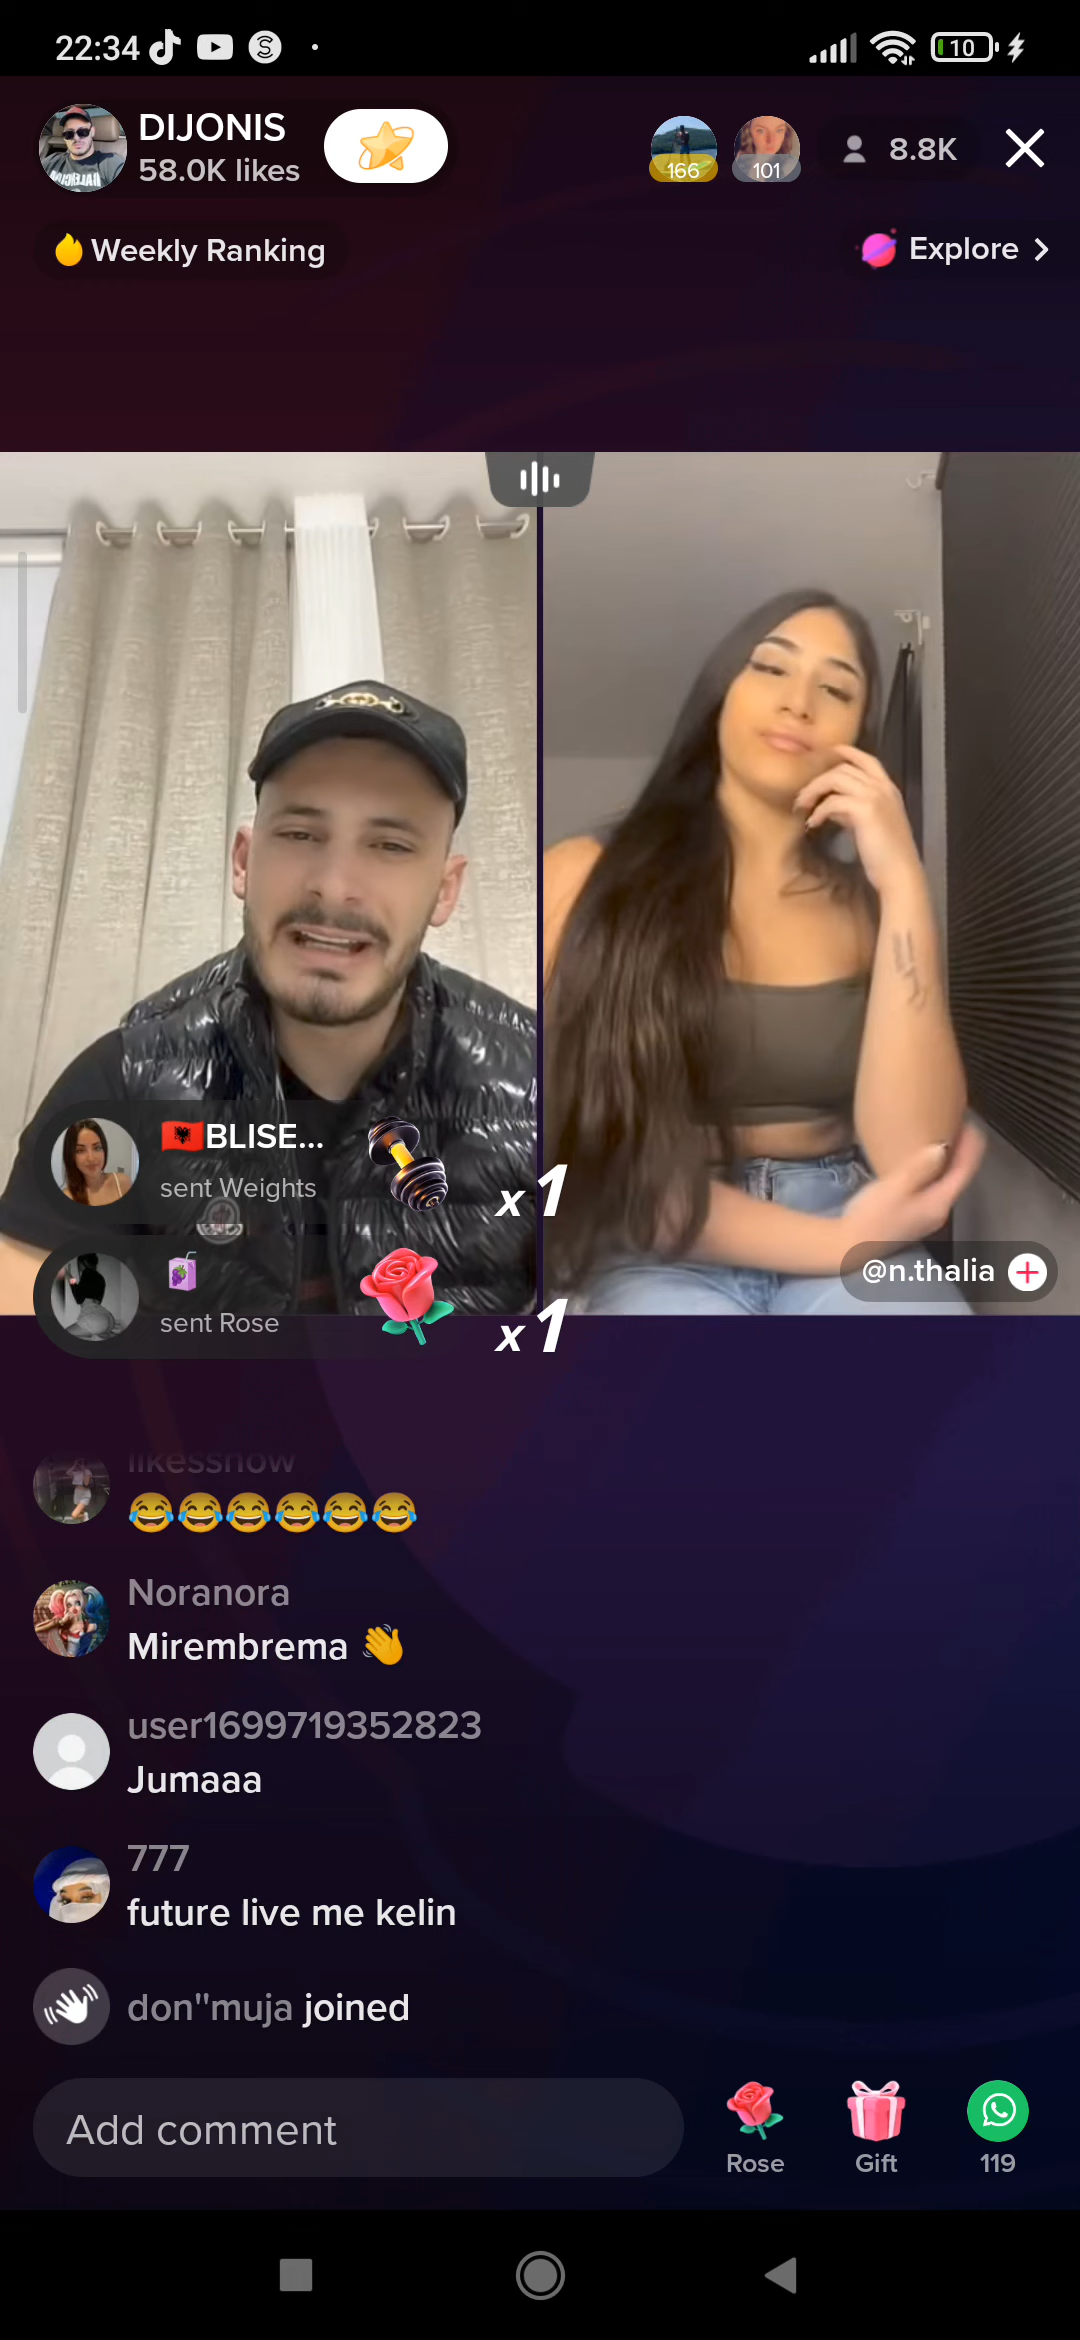 22:34
10
DIJONIS
58.0K likes
166
101
8.8K
Weekly Ranking
Explore
BLISE...
sent Weights
x1
@n.thalia
sent Rose
x1
likessnow
😂😂😂😂😂😂
Noranora
Mirembrema 👋
user1699719352823
Jumaaa
777
future live me kelin
don"muja joined
Add comment
Rose
Gift
119